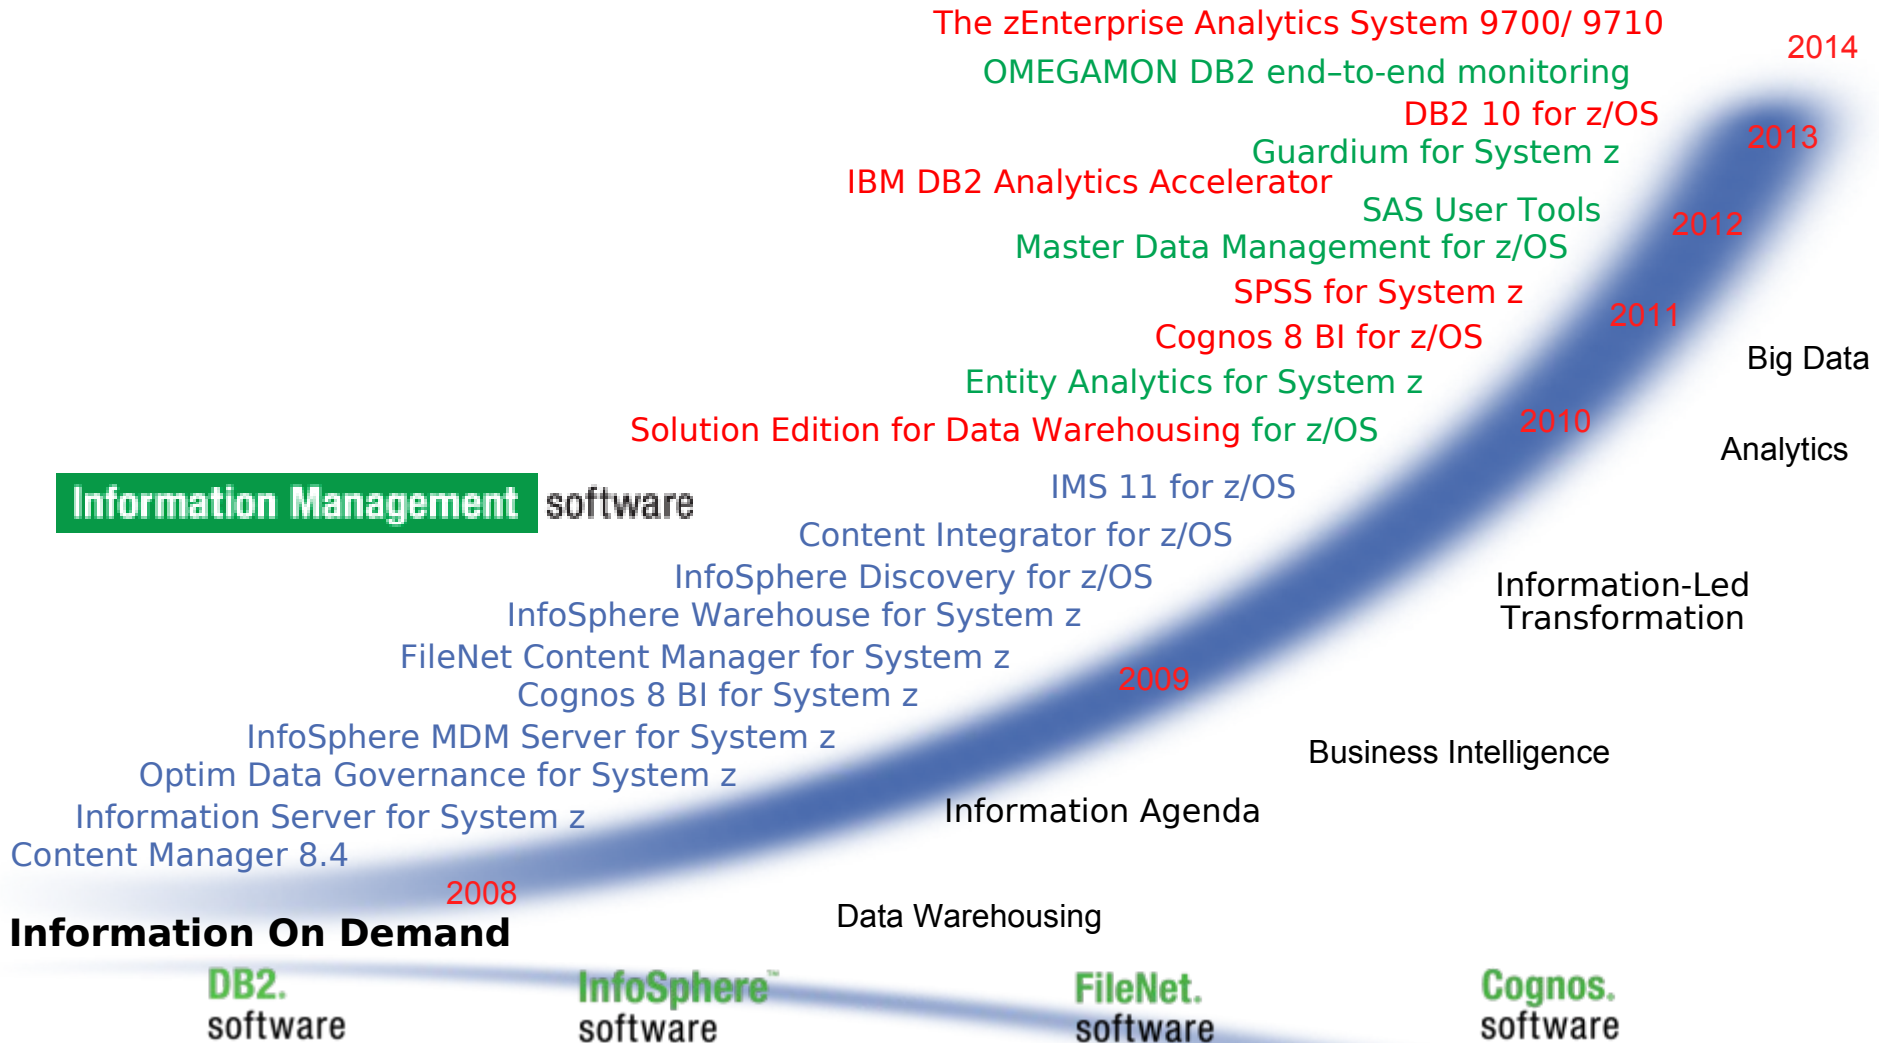 The zEnterprise Analytics System 9700/ 9710
2014
OMEGAMON DB2 end–to-end monitoring
DB2 10 for z/OS
2013
Guardium for System z
IBM DB2 Analytics Accelerator
SAS User Tools
2012
Master Data Management for z/OS
SPSS for System z
2011
Cognos 8 BI for z/OS
Big Data
Entity Analytics for System z
Solution Edition for Data Warehousing for z/OS
2010
Analytics
Information Management software
IMS 11 for z/OS
Content Integrator for z/OS
InfoSphere Discovery for z/OS
Information-Led
Transformation
InfoSphere Warehouse for System z
FileNet Content Manager for System z
2009
Cognos 8 BI for System z
InfoSphere MDM Server for System z
Business Intelligence
Optim Data Governance for System z
Information Agenda
Information Server for System z
Content Manager 8.4
2008
Data Warehousing
Information On Demand
DB2.
software
InfoSphere™
software
FileNet.
software
Cognos.
software